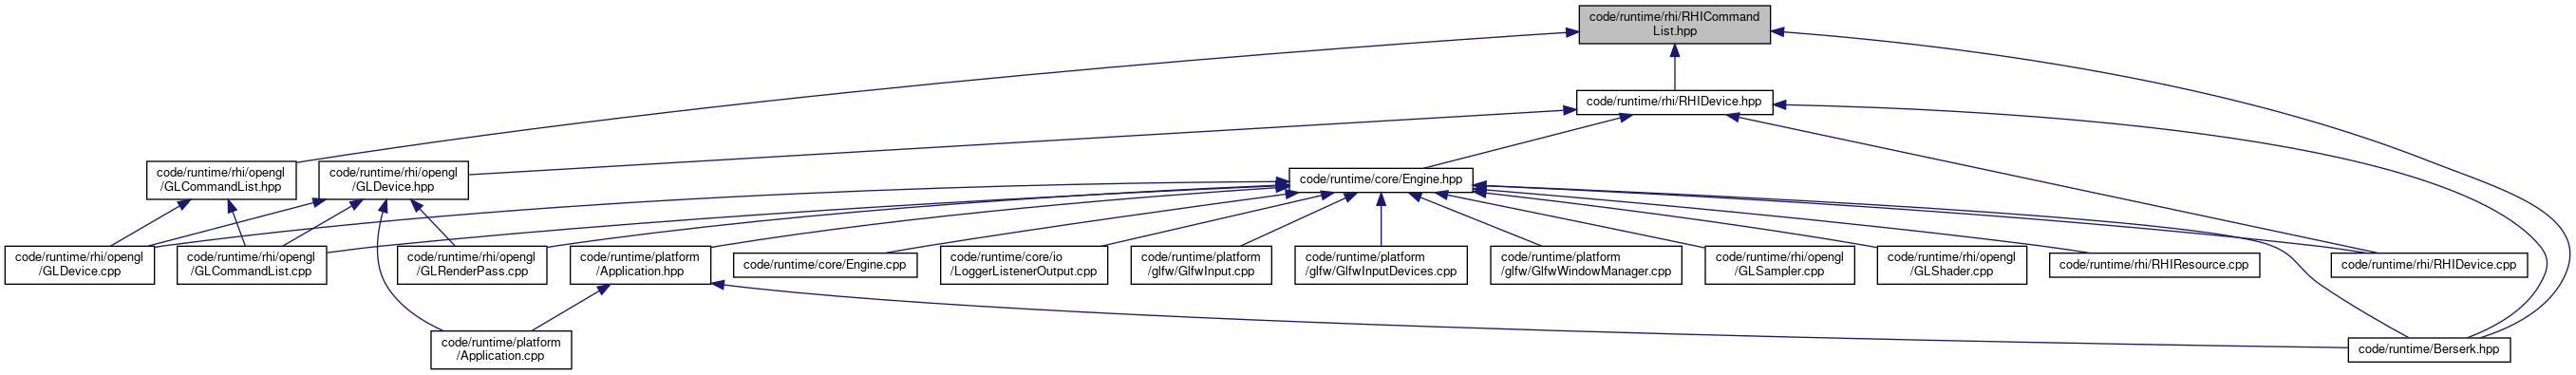 code/runtime/rhi/RHICommand
List.hpp
code/runtime/rhi/RHIDevice.hpp
code/runtime/rhi/opengl
/GLCommandList.hpp
code/runtime/rhi/opengl
/GLDevice.hpp
code/runtime/core/Engine.hpp
code/runtime/rhi/opengl
/GLDevice.cpp
code/runtime/rhi/opengl
/GLCommandList.cpp
code/runtime/rhi/opengl
/GLRenderPass.cpp
code/runtime/platform
/Application.hpp
code/runtime/core/Engine.cpp
code/runtime/core/io
/LoggerListenerOutput.cpp
code/runtime/platform
/glfw/GlfwInput.cpp
code/runtime/platform
/glfw/GlfwInputDevices.cpp
code/runtime/platform
/glfw/GlfwWindowManager.cpp
code/runtime/rhi/opengl
/GLSampler.cpp
code/runtime/rhi/opengl
/GLShader.cpp
code/runtime/rhi/RHIResource.cpp
code/runtime/rhi/RHIDevice.cpp
code/runtime/platform
/Application.cpp
code/runtime/Berserk.hpp